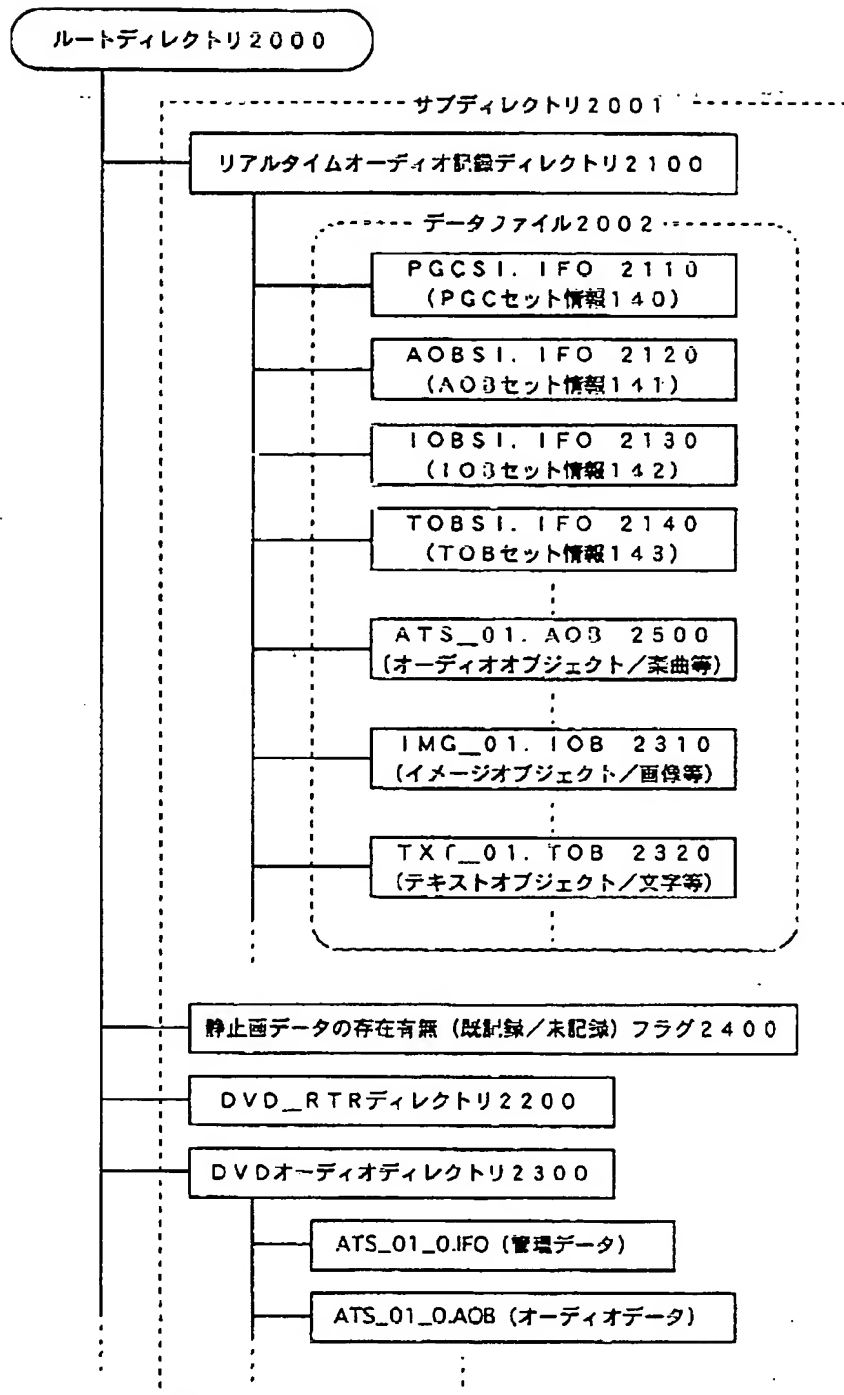 ルートディレクトリ2000
サブディレクトリ2001
リアルタイムオーディオ記録ディレクトリ2100
データファイル2002
PGCSI. IFO 2110
(PGCセット情報140)
AOBSI. IFO 2120
(AOBセット情報141)
IOBSI. IFO 2130
(IOBセット情報142)
TOBSI. IFO 2140
(TOBセット情報143)
ATS_01. AOB 2500
(オーディオオブジェクト/楽曲等)
IMG_01. IOB 2310
(イメージオブジェクト/画像等)
TXT_01. TOB 2320
(テキストオブジェクト/文字等)
静止画データの存在有無(既記録/未記録)フラグ2400
DVD_RTRディレクトリ2200
DVDオーディオディレクトリ2300
ATS_01_0.IFO(管理データ)
ATS_01_0.AOB(オーディオデータ)